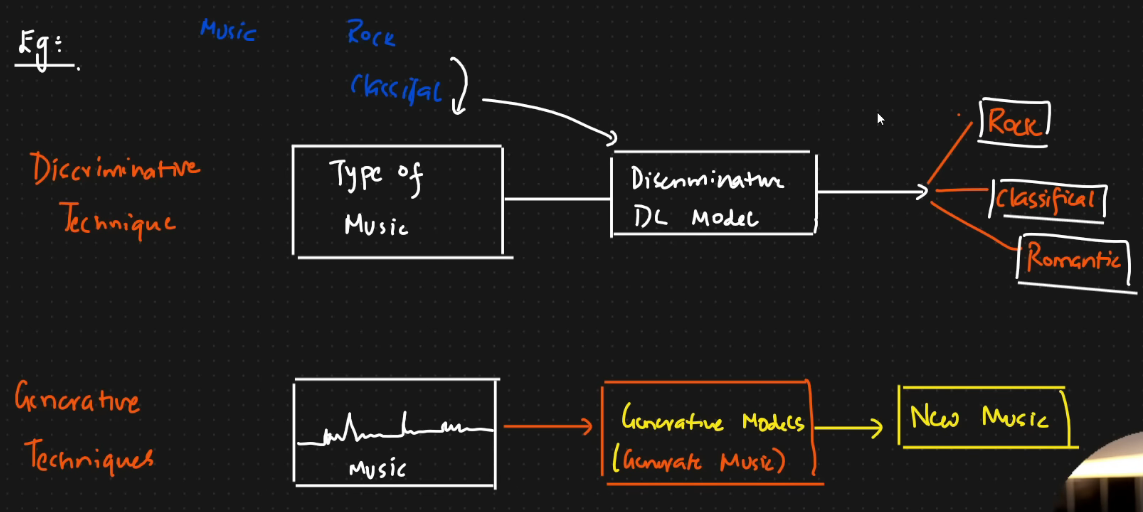 Eg:
Music
Rock
Classifal
Discriminative
Technique
Type of
Music
Discriminative
DL Model
Rock
Classifical
Romantic
Generative
Techniques
Music
Generative Models
(Generate Music)
New Music